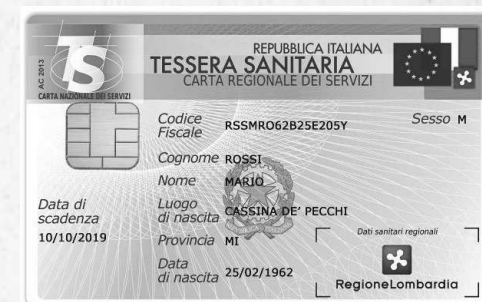 REPUBBLICA ITALIANA
TESSERA SANITARIA
CARTA REGIONALE DEI SERVIZI
AC 2013
TS
CARTA NAZIONALE DEI SERVIZI
Codice Fiscale RSSMRO62B25E205Y Sesso M
Cognome ROSSI
Nome MARIO
Luogo di nascita CASSINA DE' PECCHI
Provincia MI
Data di nascita 25/02/1962
Data di scadenza
10/10/2019
Dati sanitari regionali
RegioneLombardia